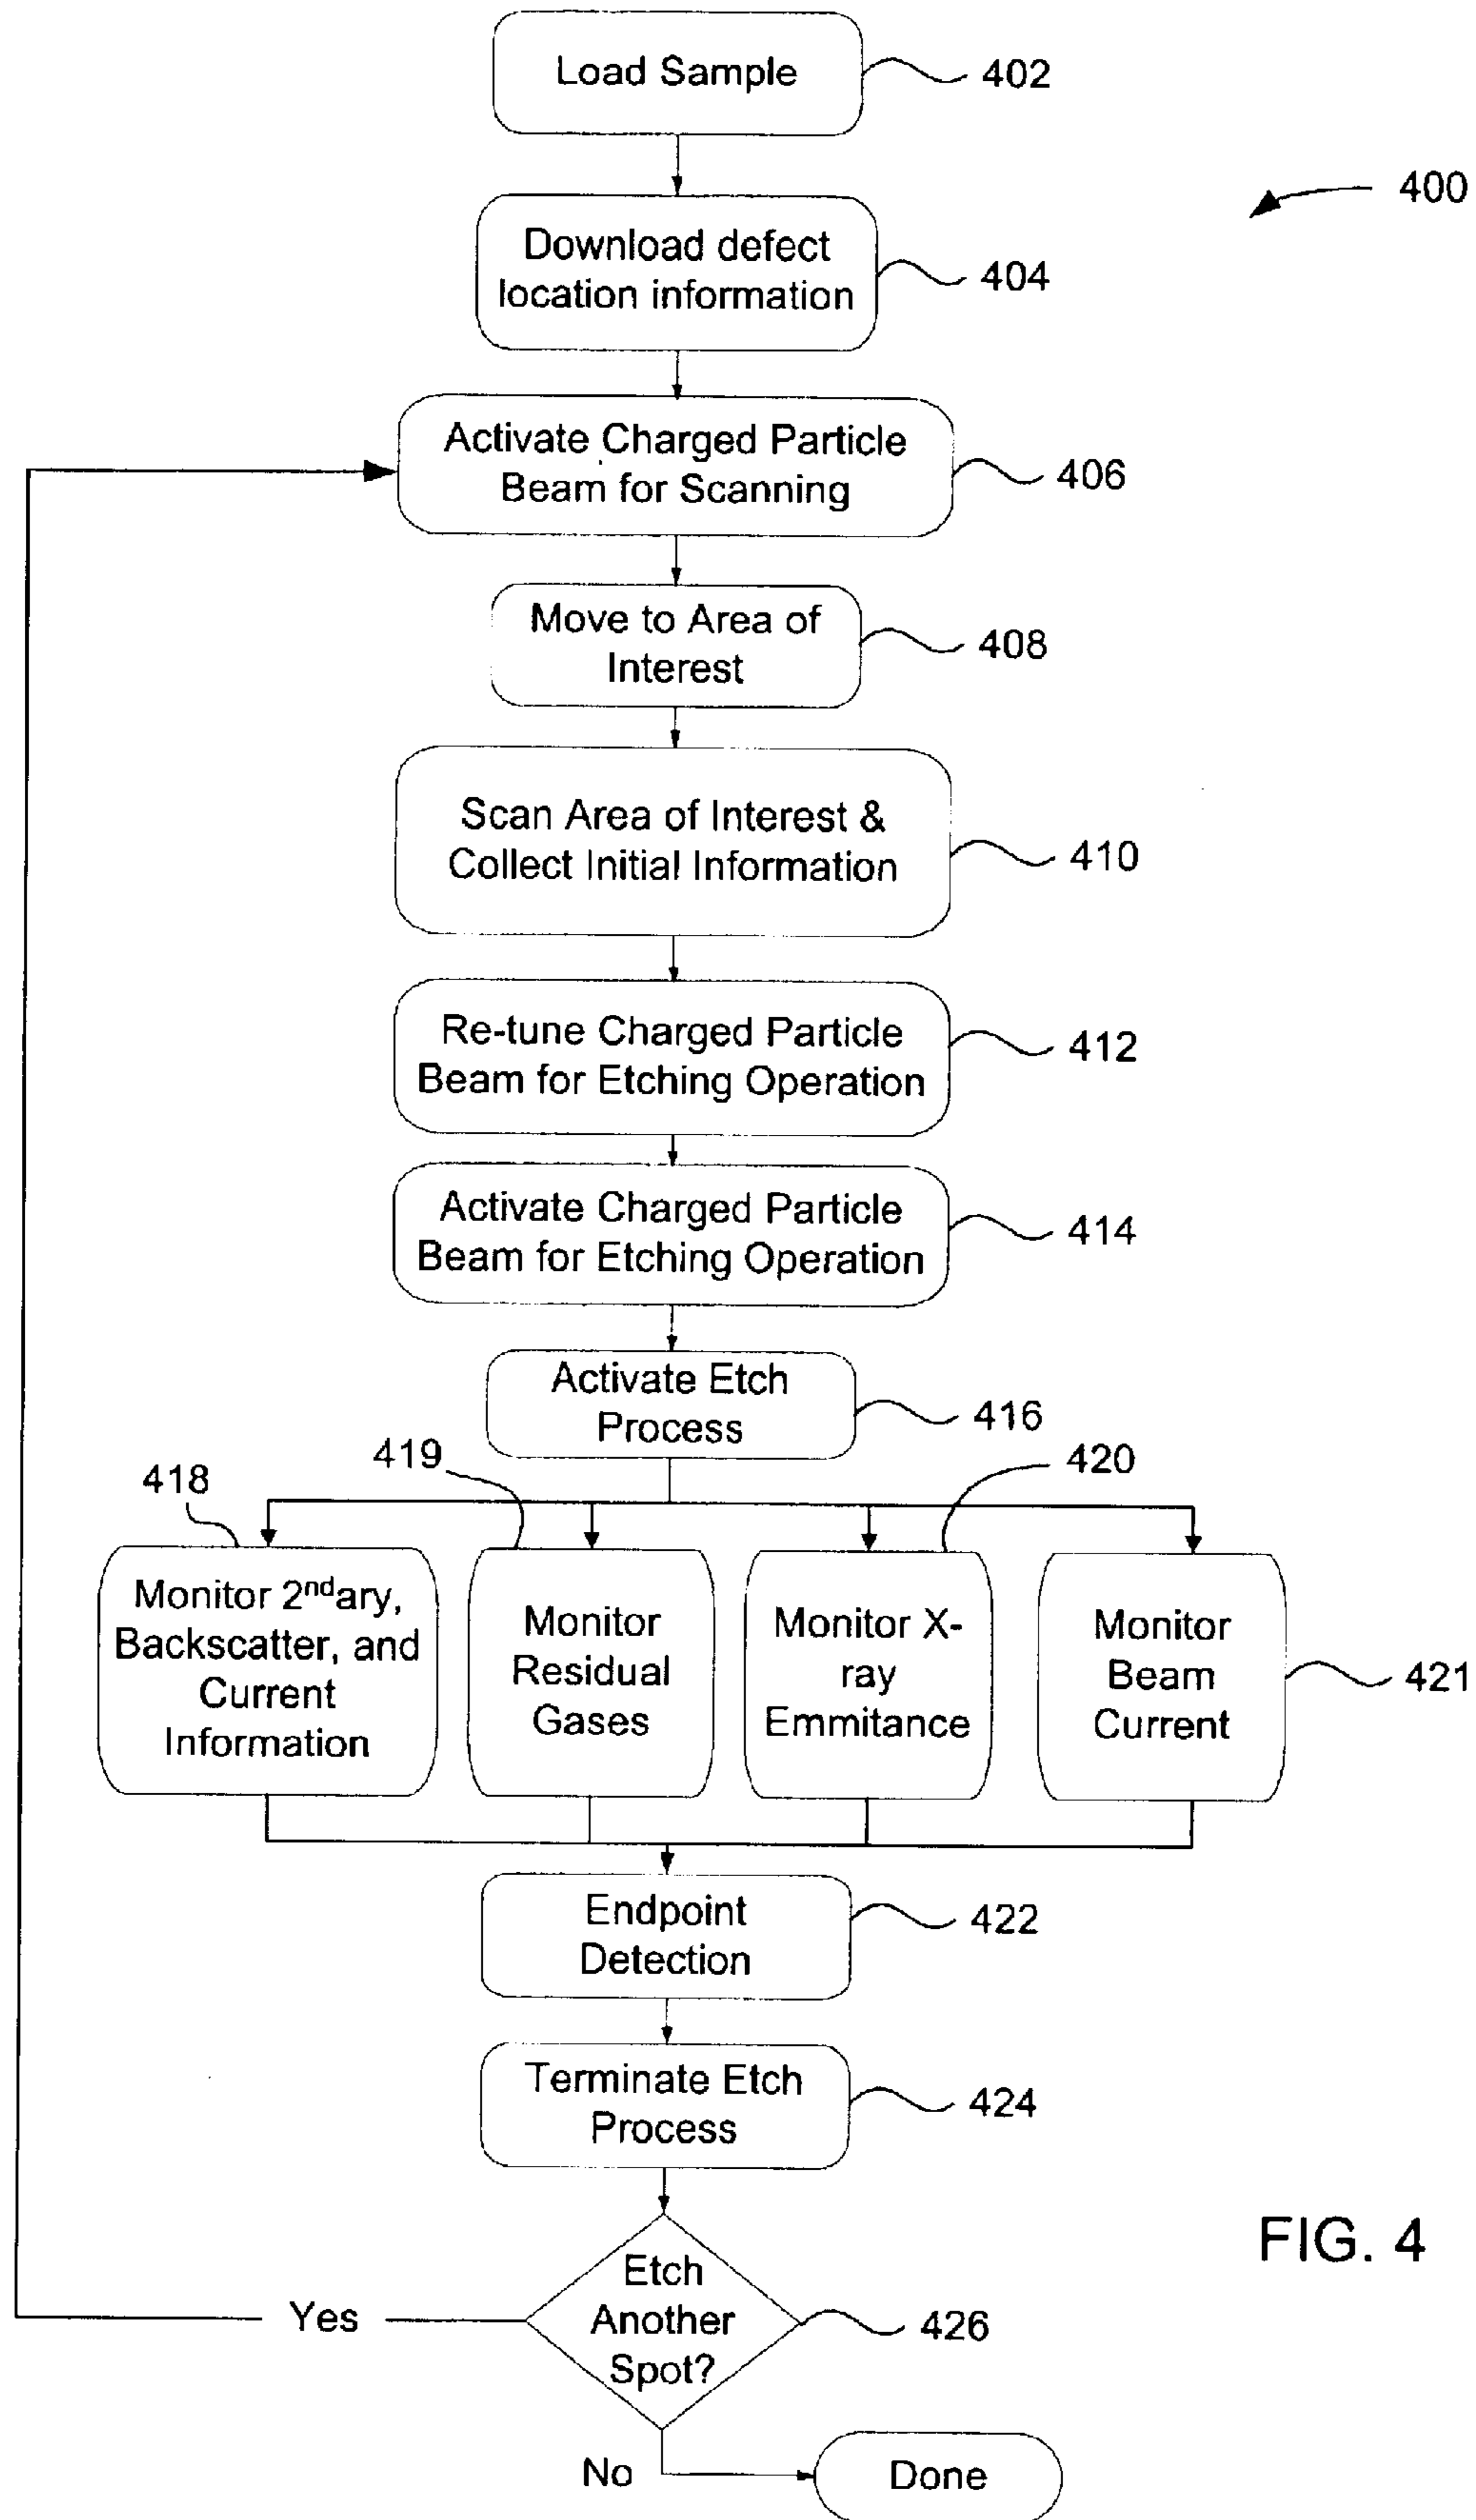 Load Sample
402
400
Download defect
location information
404
Activate Charged Particle
Beam for Scanning
406
Move to Area of
Interest
408
Scan Area of Interest &
Collect Initial Information
410
Re-tune Charged Particle
Beam for Etching Operation
412
Activate Charged Particle
Beam for Etching Operation
414
Activate Etch
Process
416
418
419
420
Monitor 2ndary,
Backscatter, and
Current
Information
Monitor
Residual
Gases
Monitor X-
ray
Emmitance
Monitor
Beam
Current
421
Endpoint
Detection
422
Terminate Etch
Process
424
Etch
Another
Spot?
426
Yes
No
Done
FIG. 4